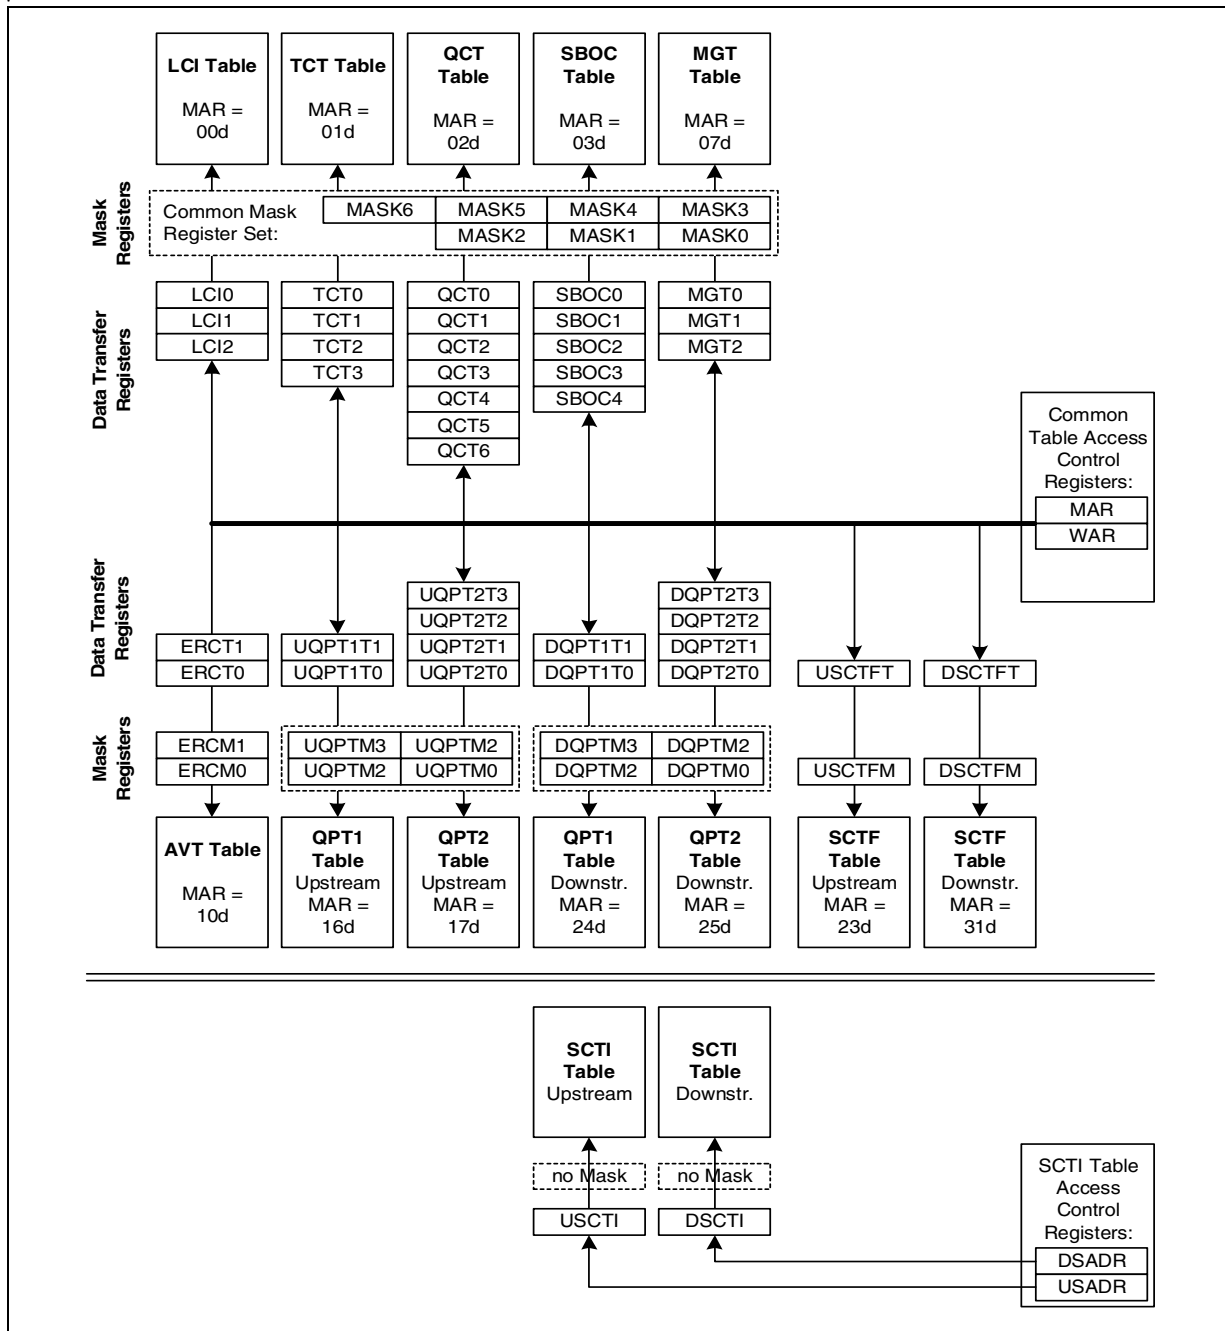 LCI Table
MAR =
00d
TCT Table
MAR =
01d
QCT
Table
MAR =
02d
SBOC
Table
MAR =
03d
MGT
Table
MAR =
07d
Mask
Registers
Common Mask
Register Set:
MASK6 MASK5 MASK4 MASK3
MASK2 MASK1 MASK0
Data Transfer
Registers
LCI0
LCI1
LCI2
TCT0
TCT1
TCT2
TCT3
QCT0
QCT1
QCT2
QCT3
QCT4
QCT5
QCT6
SBOC0
SBOC1
SBOC2
SBOC3
SBOC4
MGT0
MGT1
MGT2
Common
Table Access
Control
Registers:
MAR
WAR
Data Transfer
Registers
ERCT1
ERCT0
UQPT1T1
UQPT1T0
UQPT2T3
UQPT2T2
UQPT2T1
UQPT2T0
DQPT1T1
DQPT1T0
DQPT2T3
DQPT2T2
DQPT2T1
DQPT2T0
USCTFT
DSCTFT
Mask
Registers
ERCM1
ERCM0
UQPTM3 UQPTM2
UQPTM2 UQPTM0
DQPTM3 DQPTM2
DQPTM2 DQPTM0
USCTFM
DSCTFM
AVT Table
MAR =
10d
QPT1
Table
Upstream
MAR =
16d
QPT2
Table
Upstream
MAR =
17d
QPT1
Table
Downstr.
MAR =
24d
QPT2
Table
Downstr.
MAR =
25d
SCTF
Table
Upstream
MAR =
23d
SCTF
Table
Downstr.
MAR =
31d
SCTI
Table
Upstream
SCTI
Table
Downstr.
no Mask
no Mask
USCTI
DSCTI
SCTI Table
Access
Control
Registers:
DSADR
USADR